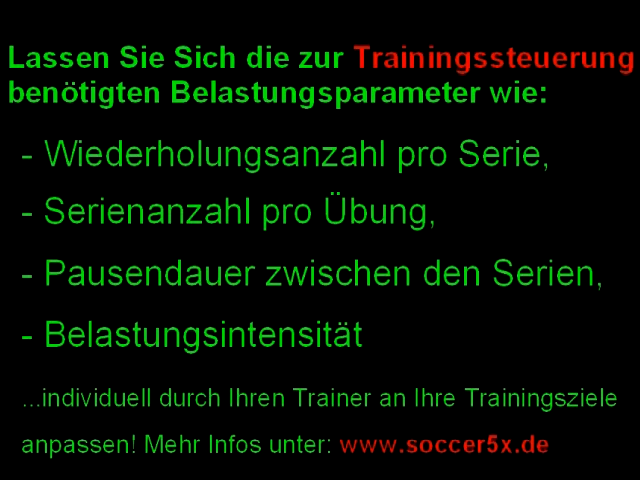 Lassen Sie Sich die zur Trainingssteuerung
benötigten Belastungsparameter wie:
- Wiederholungsanzahl pro Serie,
- Serienanzahl pro Übung,
- Pausendauer zwischen den Serien,
- Belastungsintensität
...individuell durch Ihren Trainer an Ihre Trainingsziele
anpassen! Mehr Infos unter: www.soccer5x.de